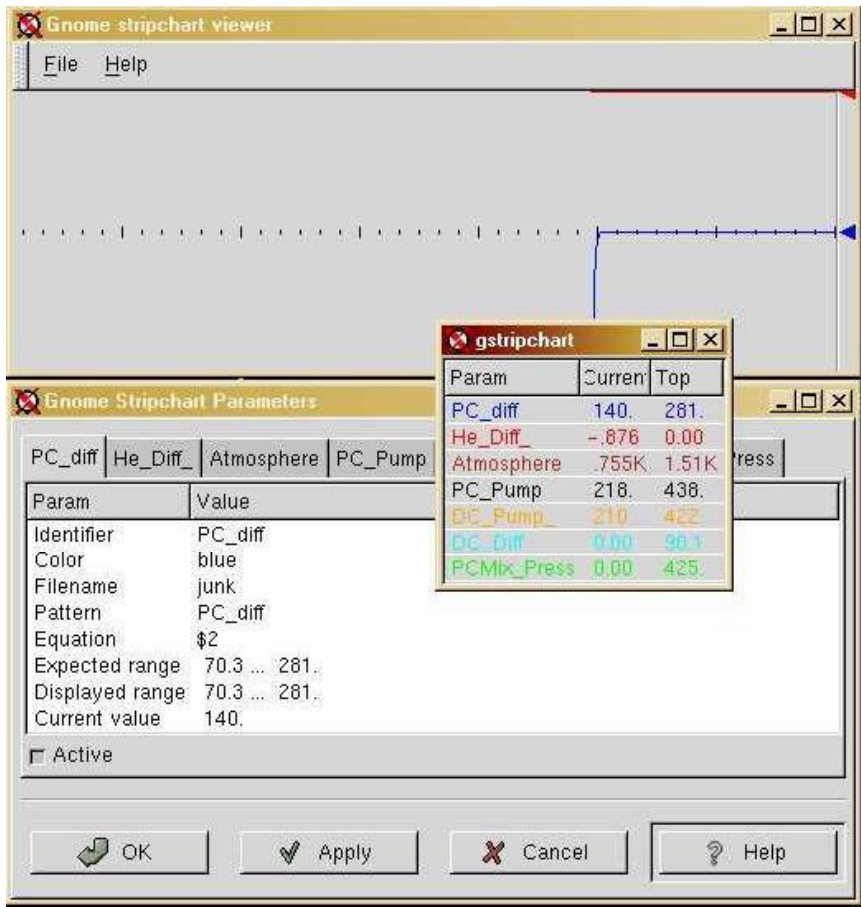 Gnome stripchart viewer
File Help
gstripchart
Param Curren Top
PC_diff 140. 281.
He_Diff_ -.876 0.00
Atmosphere .755K 1.51K
PC_Pump 218. 438.
DC_Pump_ 210 422.
DC_Diff 0.00 96.1
PCMix_Press 0.00 425.
Gnome Stripchart Parameters
PC_diff He_Diff_ Atmosphere PC_Pump ress
Param Value
Identifier PC_diff
Color blue
Filename junk
Pattern PC_diff
Equation $2
Expected range 70.3 ... 281.
Displayed range 70.3 ... 281.
Current value 140.
Active
OK Apply Cancel Help